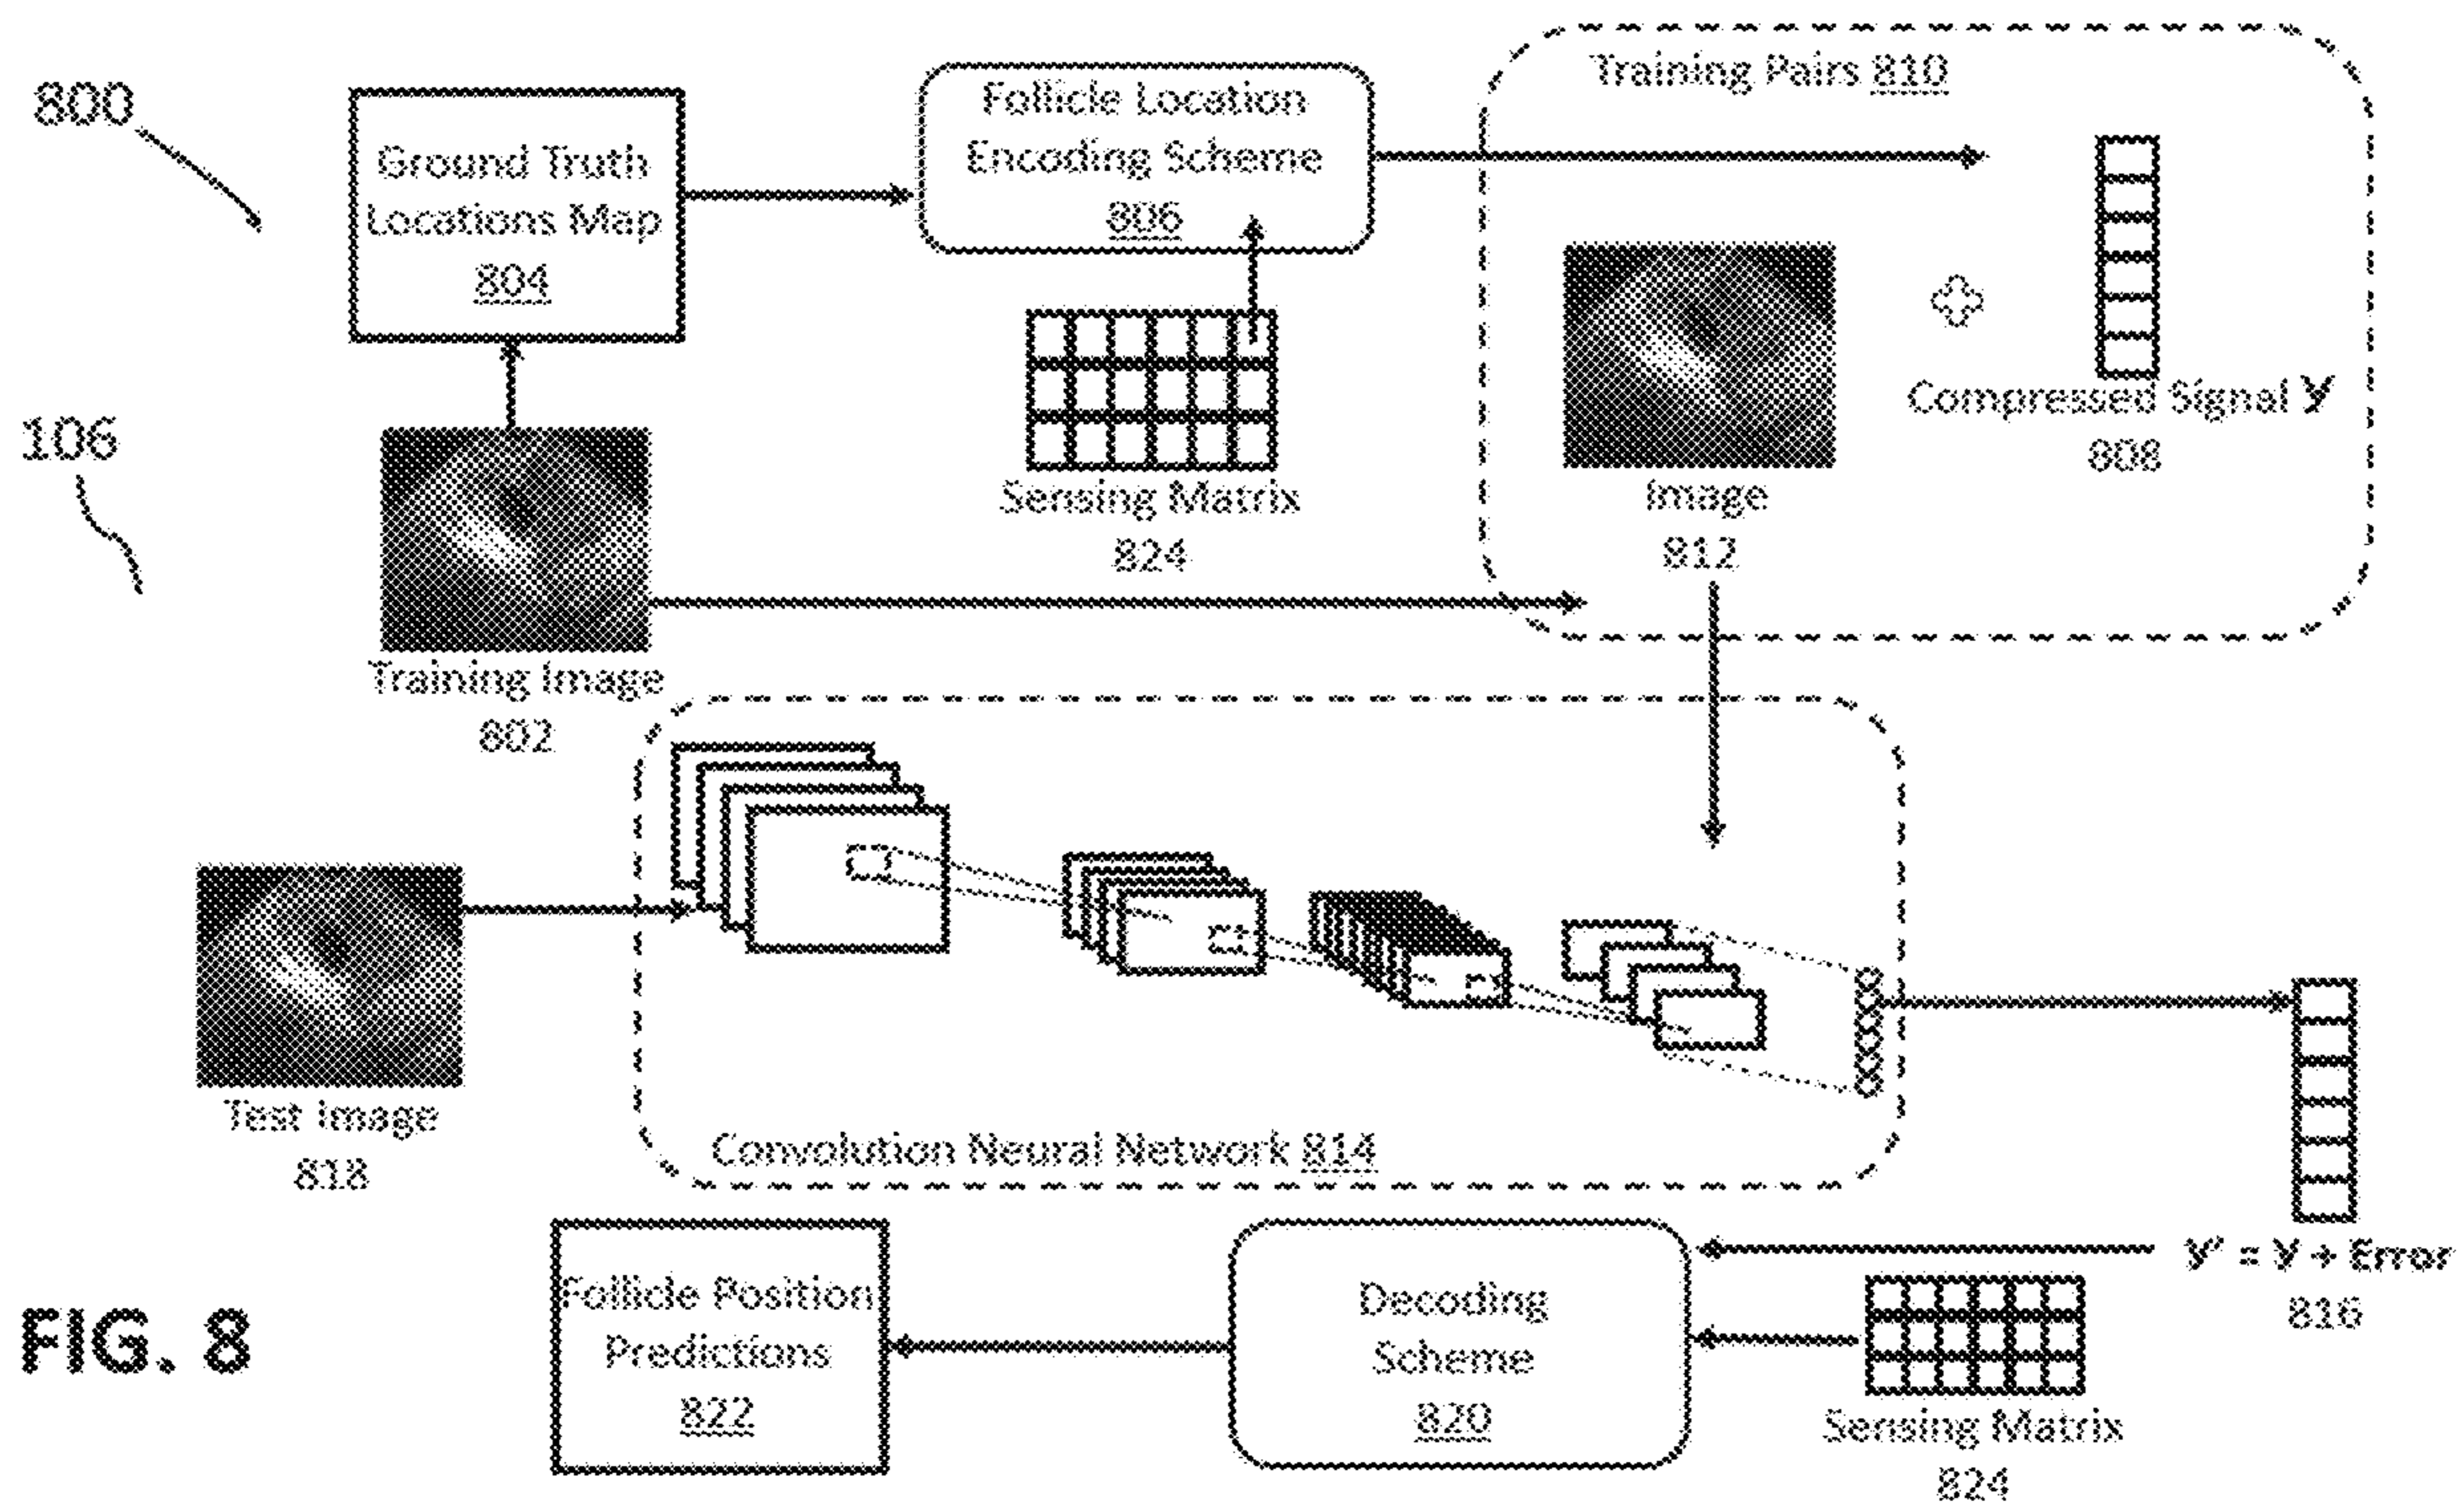 800
Ground Truth
Locations Map
804
Follicle Location
Encoding Scheme
806
Training Pairs 810
Compressed Signal Y
808
106
Sensing Matrix
824
Image
812
Training Image
802
Test Image
818
Convolution Neural Network 814
Y' = Y + Error
816
Follicle Position
Predictions
822
Decoding
Scheme
820
Sensing Matrix
824
FIG. 8